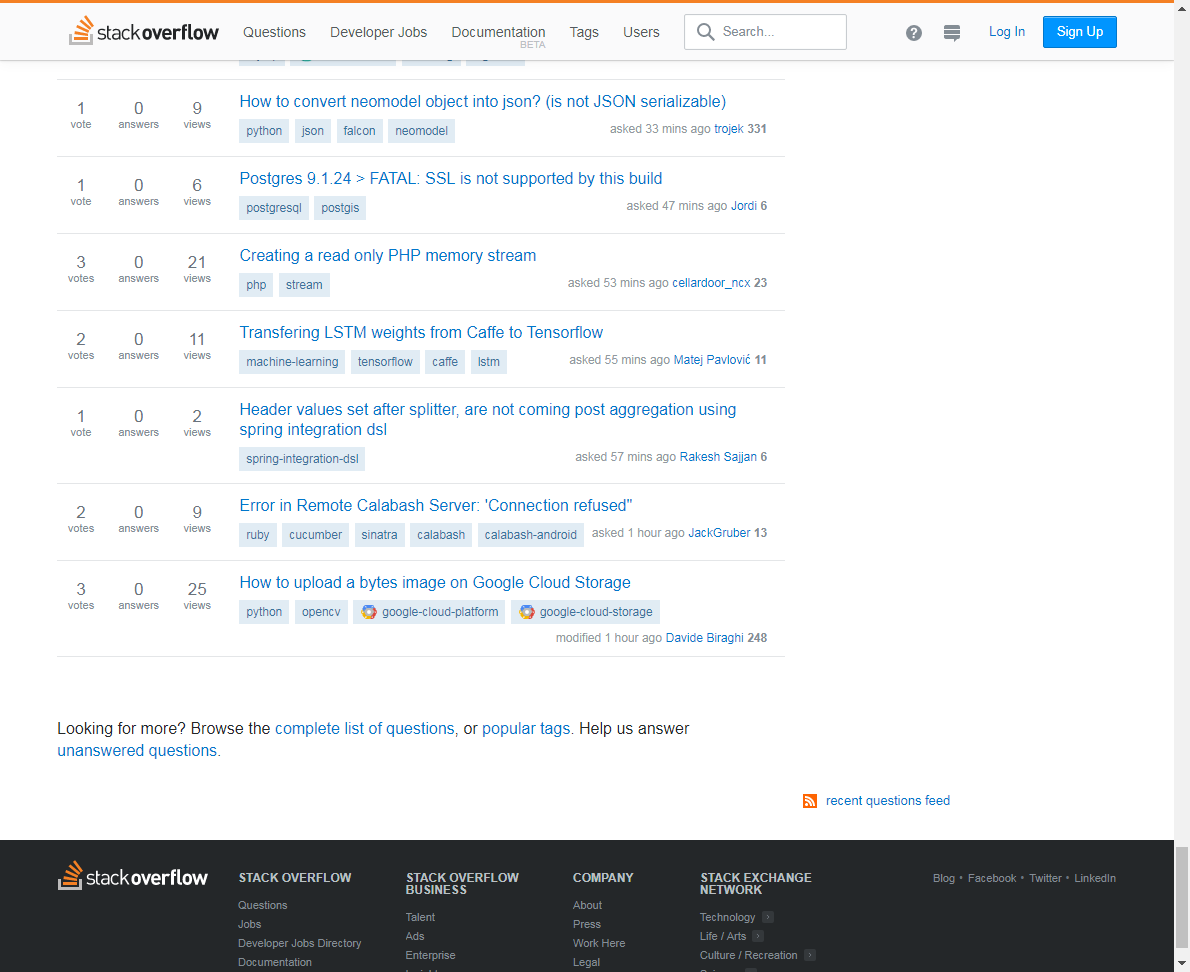 stackoverflow Questions Developer Jobs Documentation BETA Tags Users Search... Log In Sign Up
How to convert neomodel object into json? (is not JSON serializable)
1 vote 0 answers 9 views
python json falcon neomodel
asked 33 mins ago trojek 331
Postgres 9.1.24 > FATAL: SSL is not supported by this build
1 vote 0 answers 6 views
postgresql postgis
asked 47 mins ago Jordi 6
Creating a read only PHP memory stream
3 votes 0 answers 21 views
php stream
asked 53 mins ago cellardoor_ncx 23
Transfering LSTM weights from Caffe to Tensorflow
2 votes 0 answers 11 views
machine-learning tensorflow caffe lstm
asked 55 mins ago Matej Pavlović 11
Header values set after splitter, are not coming post aggregation using
spring integration dsl
1 vote 0 answers 2 views
spring-integration-dsl
asked 57 mins ago Rakesh Sajjan 6
Error in Remote Calabash Server: 'Connection refused"
2 votes 0 answers 9 views
ruby cucumber sinatra calabash calabash-android
asked 1 hour ago JackGruber 13
How to upload a bytes image on Google Cloud Storage
3 votes 0 answers 25 views
python opencv google-cloud-platform google-cloud-storage
modified 1 hour ago Davide Biraghi 248
Looking for more? Browse the complete list of questions, or popular tags. Help us answer
unanswered questions.
recent questions feed
stackoverflow
STACK OVERFLOW
Questions
Jobs
Developer Jobs Directory
Documentation
STACK OVERFLOW
BUSINESS
Talent
Ads
Enterprise
COMPANY
About
Press
Work Here
Legal
STACK EXCHANGE
NETWORK
Technology
Life / Arts
Culture / Recreation
Blog • Facebook • Twitter • LinkedIn